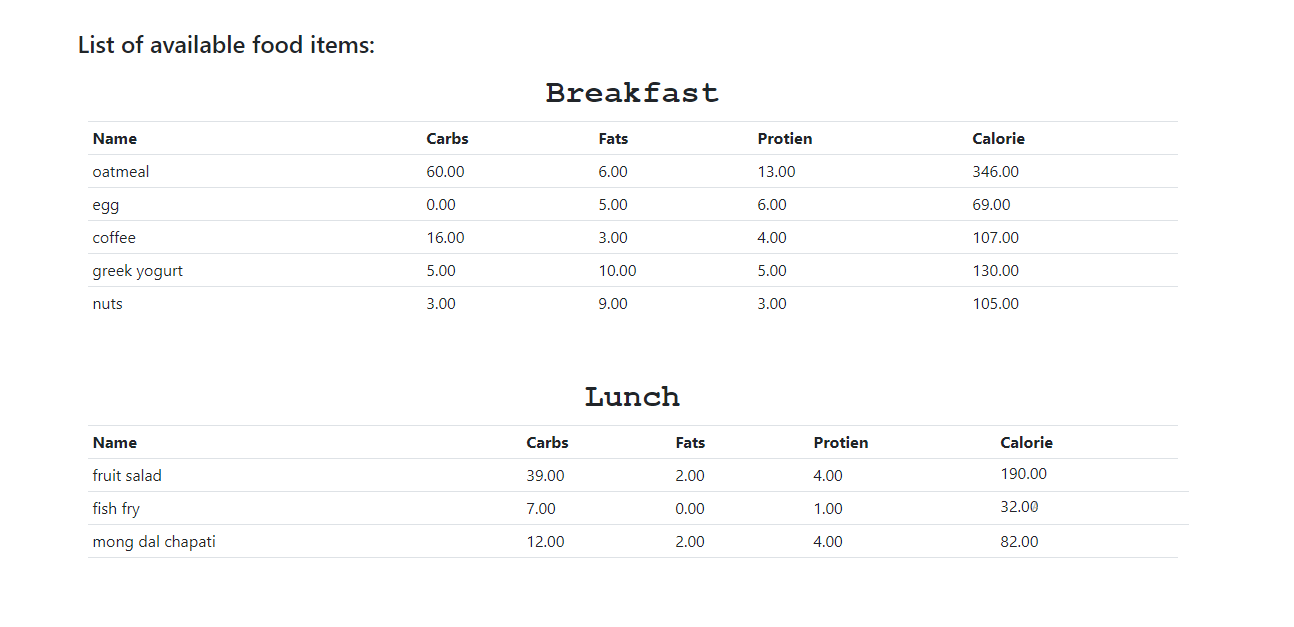 List of available food items:
Breakfast
Name Carbs Fats Protien Calorie
oatmeal 60.00 6.00 13.00 346.00
egg 0.00 5.00 6.00 69.00
coffee 16.00 3.00 4.00 107.00
greek yogurt 5.00 10.00 5.00 130.00
nuts 3.00 9.00 3.00 105.00
Lunch
Name Carbs Fats Protien Calorie
fruit salad 39.00 2.00 4.00 190.00
fish fry 7.00 0.00 1.00 32.00
mong dal chapati 12.00 2.00 4.00 82.00